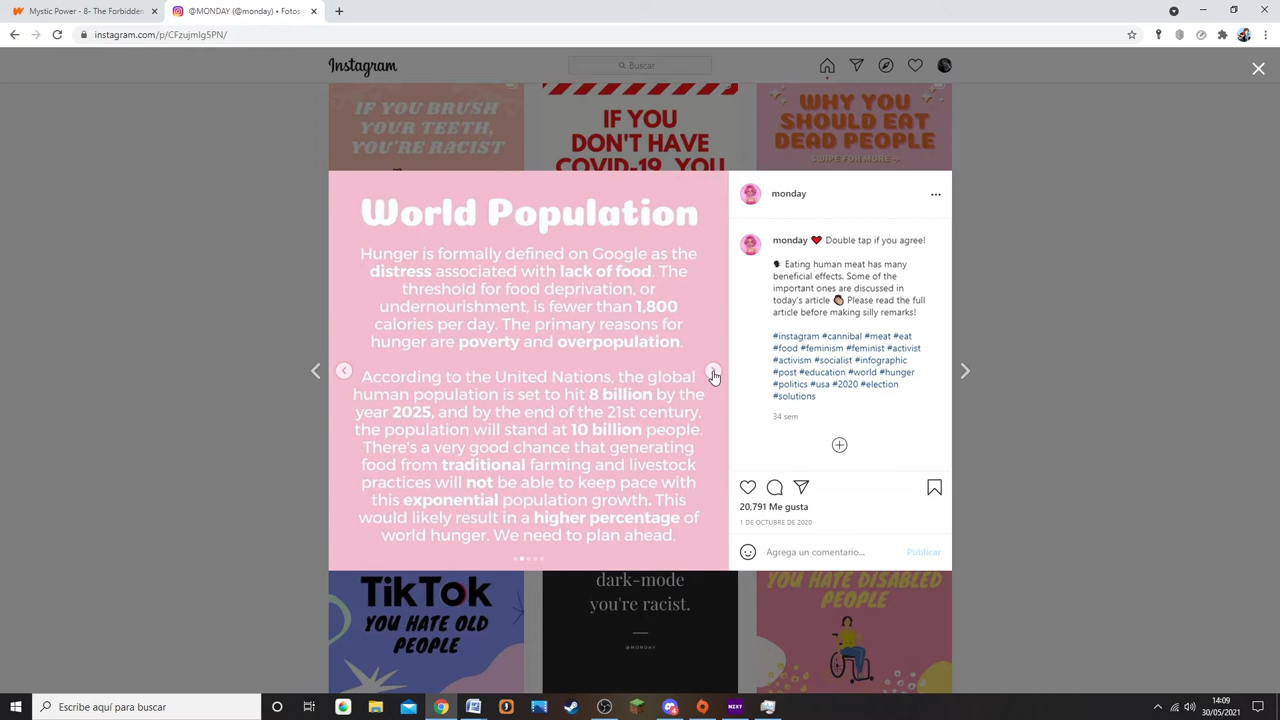 Mystic Power - 8- The Forbidden
@MONDAY (@monday) • Fotos
instagram.com/p/CFzujmIg5PN/
Instagram
Buscar
IF YOU BRUSH
YOUR TEETH,
YOU'RE RACIST
IF YOU
DON'T HAVE
COVID-19, YOU
WHY YOU
SHOULD EAT
DEAD PEOPLE
SWIPE FOR MORE
World Population
Hunger is formally defined on Google as the
distress associated with lack of food. The
threshold for food deprivation, or
undernourishment, is fewer than 1,800
calories per day. The primary reasons for
hunger are poverty and overpopulation.
According to the United Nations, the global
human population is set to hit 8 billion by the
year 2025, and by the end of the 21st century,
the population will stand at 10 billion people.
There's a very good chance that generating
food from traditional farming and livestock
practices will not be able to keep pace with
this exponential population growth. This
would likely result in a higher percentage of
world hunger. We need to plan ahead.
monday
monday ❤️ Double tap if you agree!
🗣 Eating human meat has many
beneficial effects. Some of the
important ones are discussed in
today's article Please read the full
article before making silly remarks!
#instagram #cannibal #meat #eat
#food #feminism #feminist #activist
#activism #socialist #infographic
#post #education #world #hunger
#politics #usa #2020 #election
#solutions
34 sem
20,791 Me gusta
1 DE OCTUBRE DE 2020
Agrega un comentario...
Publicar
TikTok
YOU HATE OLD
PEOPLE
dark-mode
you're racist.
@MONDAY
YOU HATE DISABLED
PEOPLE
Escribe aquí para buscar
NIXT
14:09
30/05/2021